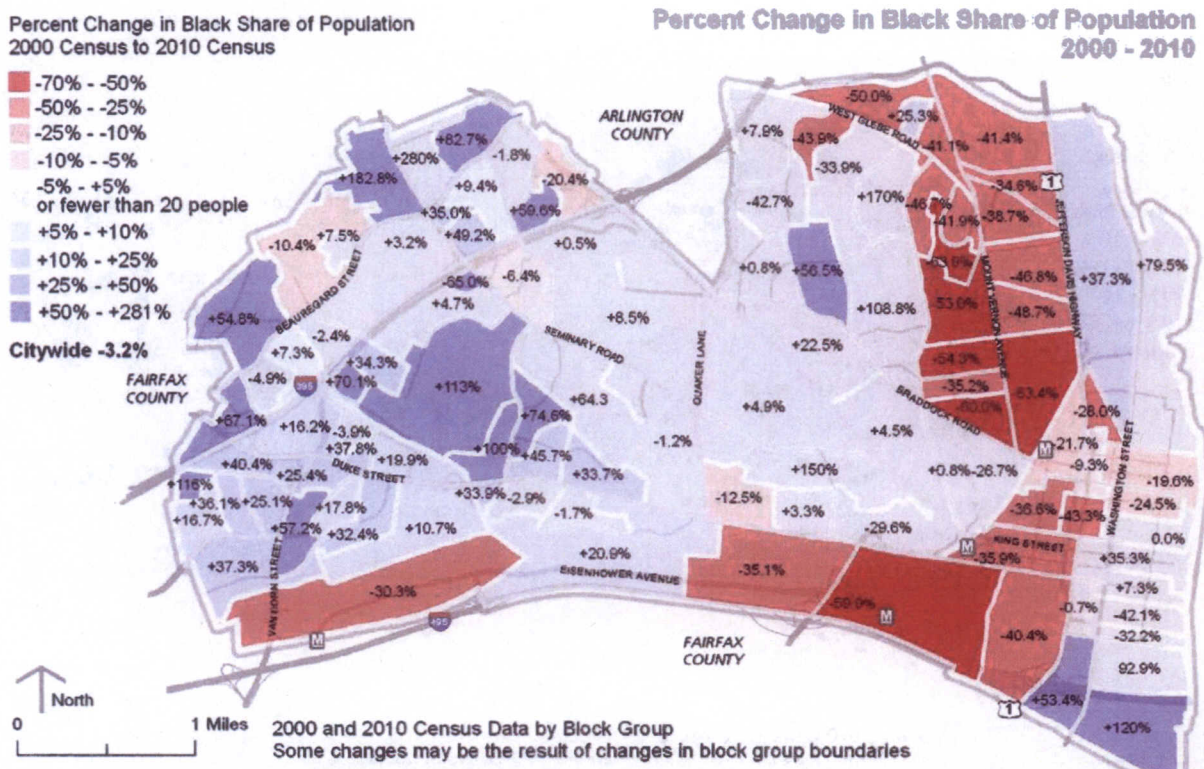 Percent Change in Black Share of Population
2000 Census to 2010 Census
Percent Change in Black Share of Population
2000 - 2010
-70% - -50%
-50% - -25%
-25% - -10%
-10% - -5%
-5% - +5%
or fewer than 20 people
+5% - +10%
+10% - +25%
+25% - +50%
+50% - +281%
Citywide -3.2%
ARLINGTON
COUNTY
FAIRFAX
COUNTY
FAIRFAX
COUNTY
+82.7%
+280%
-1.8%
+182.8%
+9.4%
-20.4%
+35.0%
+59.6%
-10.4%
+7.5%
+3.2%
+49.2%
+0.5%
BEAUREGARD STREET
-65.0%
-6.4%
+4.7%
+54.8%
-2.4%
+8.5%
SEMINARY ROAD
+7.3%
+34.3%
-4.9%
395
+70.1%
+113%
+64.3
+67.1%
+16.2%
-3.9%
+74.6%
+37.8%
+100%
+45.7%
-1.2%
+40.4%
+25.4%
DUKE STREET
+19.9%
+33.7%
+116%
+36.1%
+25.1%
+17.8%
+33.9%
-2.9%
-1.7%
+16.7%
+57.2%
+32.4%
+10.7%
+37.3%
+20.9%
EISENHOWER AVENUE
VAN DORN STREET
-30.3%
M
495
-50.0%
WEST GLEBE ROAD
+25.3%
+7.9%
-43.9%
-41.1%
-41.4%
-33.9%
-34.6%
1
-42.7%
+170%
-46.7%
-41.9%
-38.7%
JEFFERSON DAVIS HIGHWAY
+0.8%
+56.5%
-63.9%
MOUNT VERNON AVENUE
-46.8%
+37.3%
+79.5%
+108.8%
-53.0%
-48.7%
+22.5%
QUAKER LANE
-54.3%
-35.2%
-53.4%
+4.9%
BRADDOCK ROAD
-60.0%
-28.0%
+4.5%
M
-21.7%
WASHINGTON STREET
+150%
+0.8%
-26.7%
-9.3%
-19.6%
-12.5%
+3.3%
-36.6%
-43.3%
-24.5%
-29.6%
KING STREET
0.0%
M
-35.9%
+35.3%
-35.1%
+7.3%
-59.0%
M
-0.7%
-42.1%
-40.4%
-32.2%
92.9%
1
+53.4%
+120%
North
0
1 Miles
2000 and 2010 Census Data by Block Group
Some changes may be the result of changes in block group boundaries